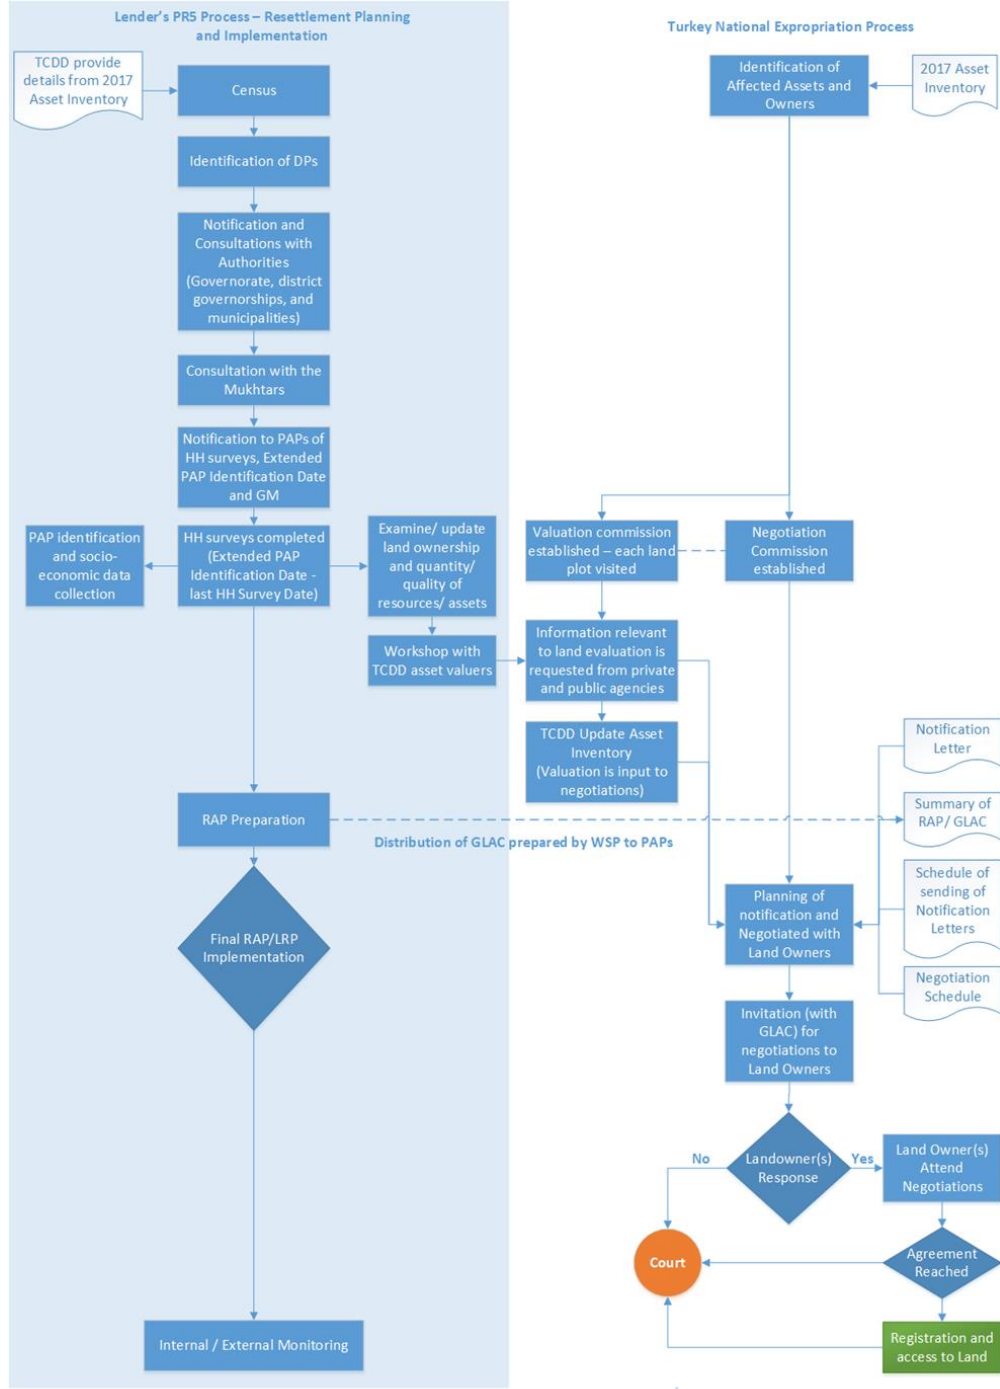 Lender's PR5 Process – Resettlement Planning
and Implementation
TCDD provide
details from 2017
Asset Inventory
Census
Identification of DPs
Notification and
Consultations with
Authorities
(Governorate, district
governorships, and
municipalities)
Consultation with the
Mukhtars
Notification to PAPs of
HH surveys, Extended
PAP Identification Date
and GM
PAP identification
and socio-
economic data
collection
HH surveys completed
(Extended PAP
Identification Date -
last HH Survey Date)
Examine/ update
land ownership
and quantity/
quality of
resources/ assets
Workshop with
TCDD asset valuers
RAP Preparation
Distribution of GLAC prepared by WSP to PAPs
Final RAP/LRP
Implementation
Internal / External Monitoring
Turkey National Expropriation Process
Identification of
Affected Assets and
Owners
2017 Asset
Inventory
Valuation commission
established – each land
plot visited
Negotiation
Commission
established
Information relevant
to land evaluation is
requested from private
and public agencies
TCDD Update Asset
Inventory
(Valuation is input to
negotiations)
Notification
Letter
Summary of
RAP/ GLAC
Schedule of
sending of
Notification
Letters
Negotiation
Schedule
Planning of
notification and
Negotiated with
Land Owners
Invitation (with
GLAC) for
negotiations to
Land Owners
No
Landowner(s)
Response
Yes
Land Owner(s)
Attend
Negotiations
Court
Agreement
Reached
Registration and
access to Land